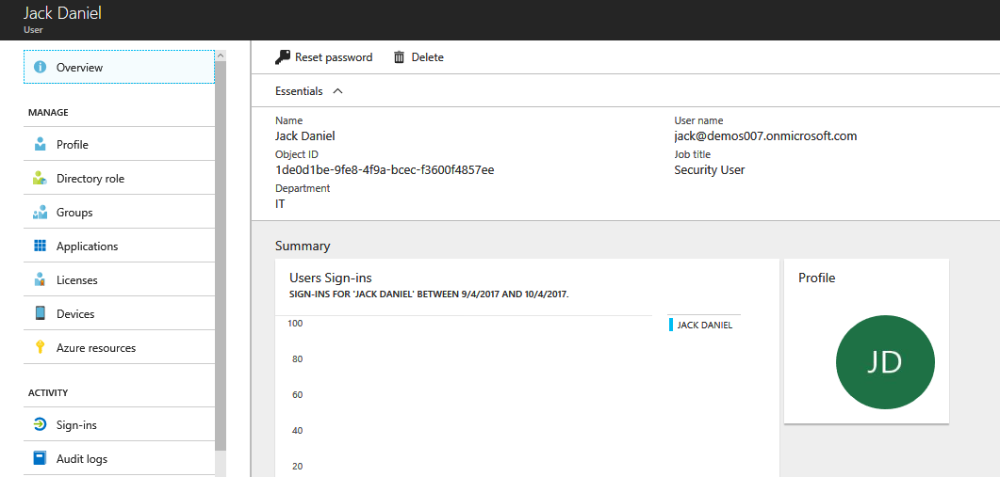 Jack Daniel
User
Overview
MANAGE
Profile
Directory role
Groups
Applications
Licenses
Devices
Azure resources
ACTIVITY
Sign-ins
Audit logs
Reset password Delete
Essentials
Name
Jack Daniel
Object ID
1de0d1be-9fe8-4f9a-bcec-f3600f4857ee
Department
IT
User name
jack@demos007.onmicrosoft.com
Job title
Security User
Summary
Users Sign-ins
SIGN-INS FOR 'JACK DANIEL' BETWEEN 9/4/2017 AND 10/4/2017.
100
80
60
40
20
JACK DANIEL
Profile
JD